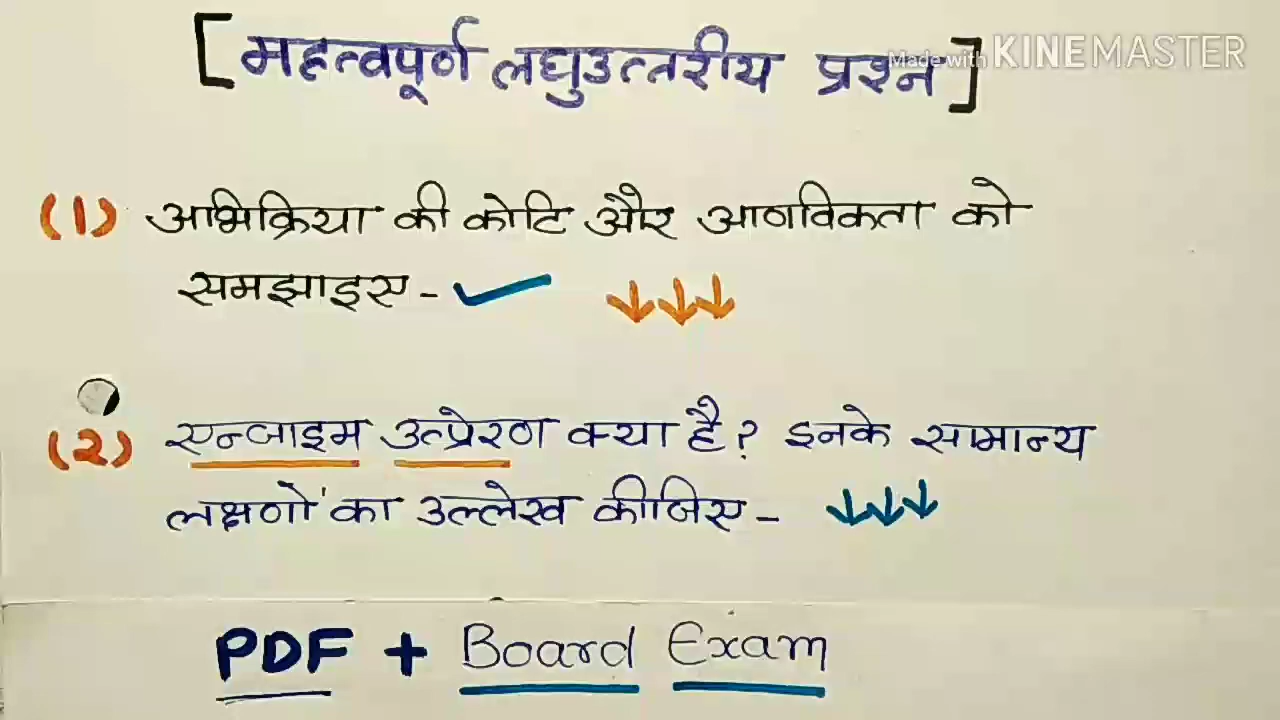 [महत्वपूर्ण लघुउत्तरीय प्रश्न]
Made with KINEMASTER
(1) अभिक्रिया की कोटि और आणविकता को
समझाइए -
(2) एन्जाइम उत्प्रेरण क्या है? इनके सामान्य
लक्षणों का उल्लेख कीजिए -
PDF + Board Exam